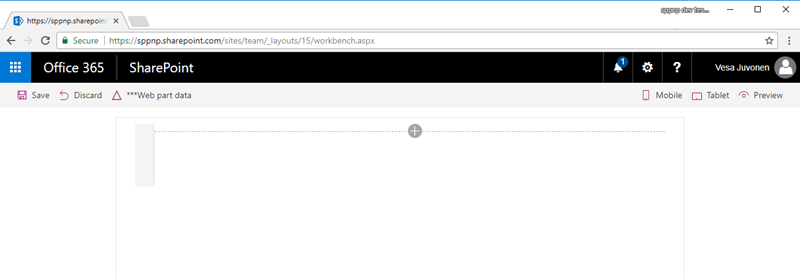 sppnp dev ten...
https://sppnp.sharepoint.
Secure https://sppnp.sharepoint.com/sites/team/_layouts/15/workbench.aspx
Office 365 SharePoint 1 ? Vesa Juvonen
Save Discard ***Web part data Mobile Tablet Preview